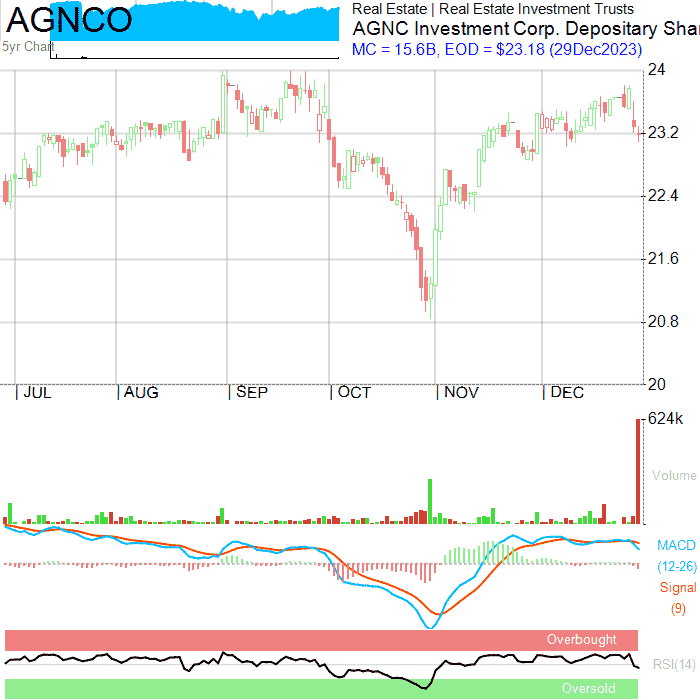 AGNCO
5yr Chart
Real Estate | Real Estate Investment Trusts
AGNC Investment Corp. Depositary Shar
MC = 15.6B, EOD = $23.18 (29Dec2023)
24
23.2
22.4
21.6
20.8
20
JUL AUG SEP OCT NOV DEC
624k
Volume
MACD
(12-26)
Signal
(9)
Overbought
RSI(14)
Oversold